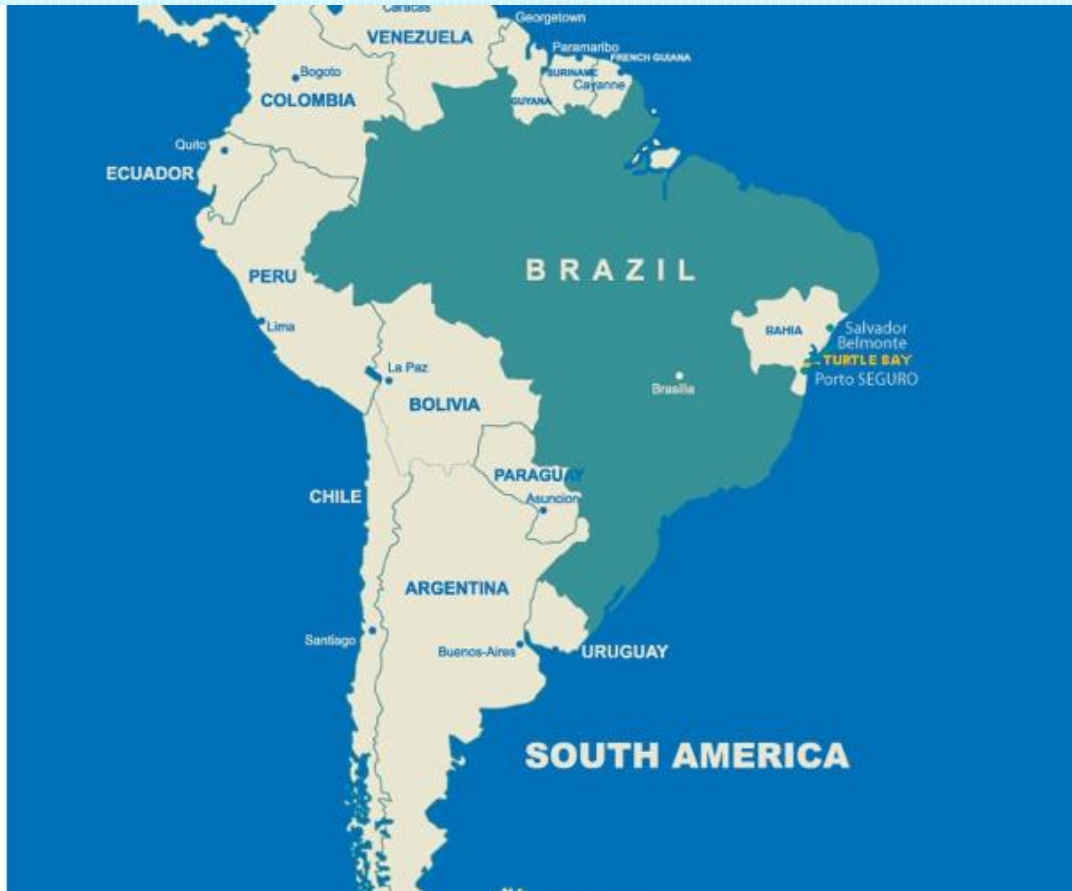 Caracas
Georgetown
VENEZUELA
Paramaribo
FRENCH GUIANA
Bogoto
SURINAME
Cayanne
COLOMBIA
GUYANA
Quito
ECUADOR
BRAZIL
PERU
Lima
BAHIA
Salvador
Belmonte
TURTLE BAY
La Paz
Brasilia
Porto SEGURO
BOLIVIA
PARAGUAY
CHILE
Asuncion
ARGENTINA
Santiago
Buenos-Aires
URUGUAY
SOUTH AMERICA